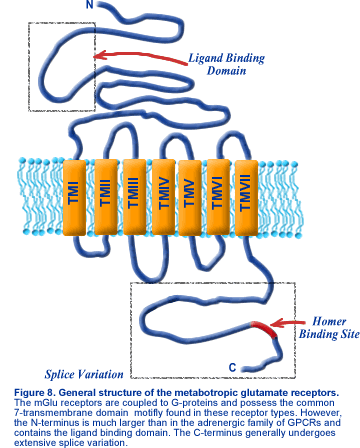 N
Ligand Binding
Domain
TMI
TMII
TMIII
TMIV
TMV
TMVI
TMVII
Homer
Binding Site
C
Splice Variation
Figure 8. General structure of the metabotropic glutamate receptors.
The mGlu receptors are coupled to G-proteins and possess the common
7-transmembrane domain motifly found in these receptor types. However,
the N-terminus is much larger than in the adrenergic family of GPCRs and
contains the ligand binding domain. The C-terminus generally undergoes
extensive splice variation.